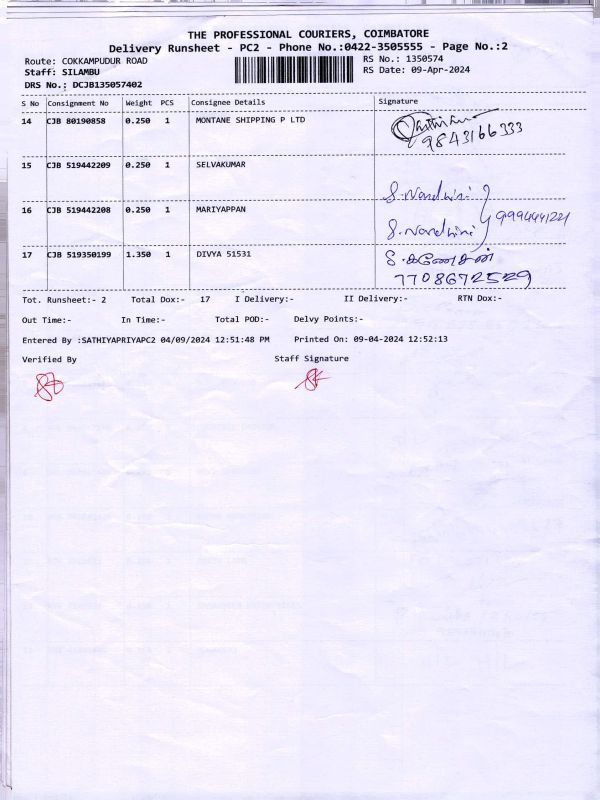 THE PROFESSIONAL COURIERS, COIMBATORE
Delivery Runsheet - PC2 - Phone No.:0422-3505555 - Page No.:2
Route: COKKAMPUDUR ROAD RS No.: 1350574
Staff: SILAMBU RS Date: 09-Apr-2024
DRS No.: DCJB135057402
S No Consignment No Weight PCS Consignee Details Signature
14 CJB 80190858 0.250 1 MONTANE SHIPPING P LTD
9843166333
15 CJB 519442209 0.250 1 SELVAKUMAR
S. Nandhini
16 CJB 519442208 0.250 1 MARIYAPPAN
S. Nandhini
17 CJB 519350199 1.350 1 DIVYA 51531 S. கணேசன்
7708672529
Tot. Runsheet:- 2 Total Dox:- 17 I Delivery:- II Delivery:- RTN Dox:-
Out Time:- In Time:- Total POD:- Delvy Points:-
Entered By :SATHIYAPRIYAPC2 04/09/2024 12:51:48 PM Printed On: 09-04-2024 12:52:13
Verified By Staff Signature